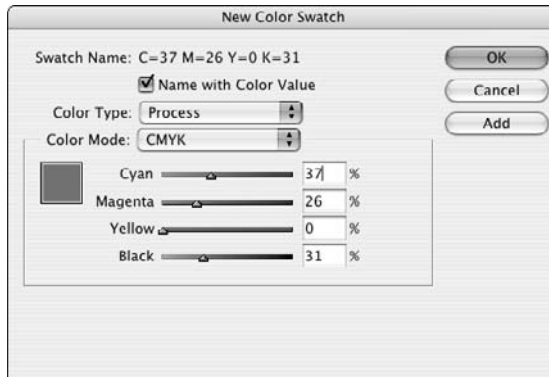 New Color Swatch
Swatch Name: C=37 M=26 Y=0 K=31
Name with Color Value
Color Type: Process
Color Mode: CMYK
Cyan 37 %
Magenta 26 %
Yellow 0 %
Black 31 %
OK
Cancel
Add